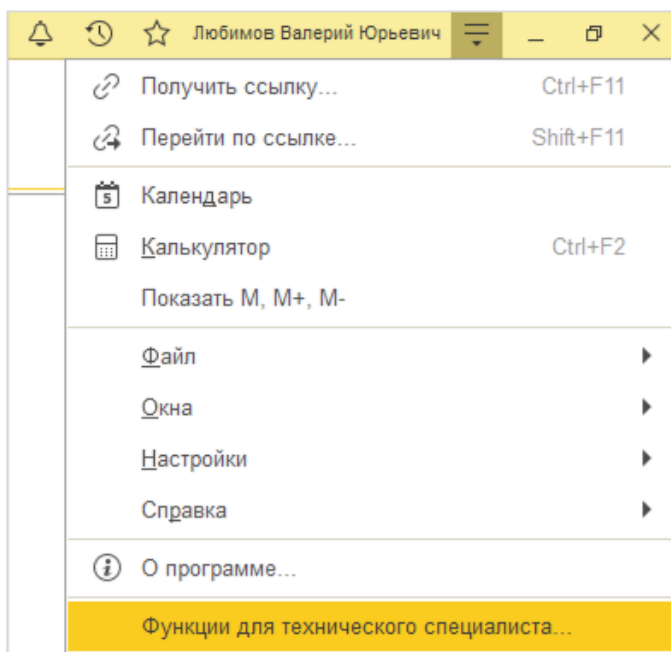 Любимов Валерий Юрьевич
Получить ссылку... Ctrl+F11
Перейти по ссылке... Shift+F11
5 Календарь
Калькулятор Ctrl+F2
Показать M, M+, M-
Файл
Окна
Настройки
Справка
i О программе...
Функции для технического специалиста...